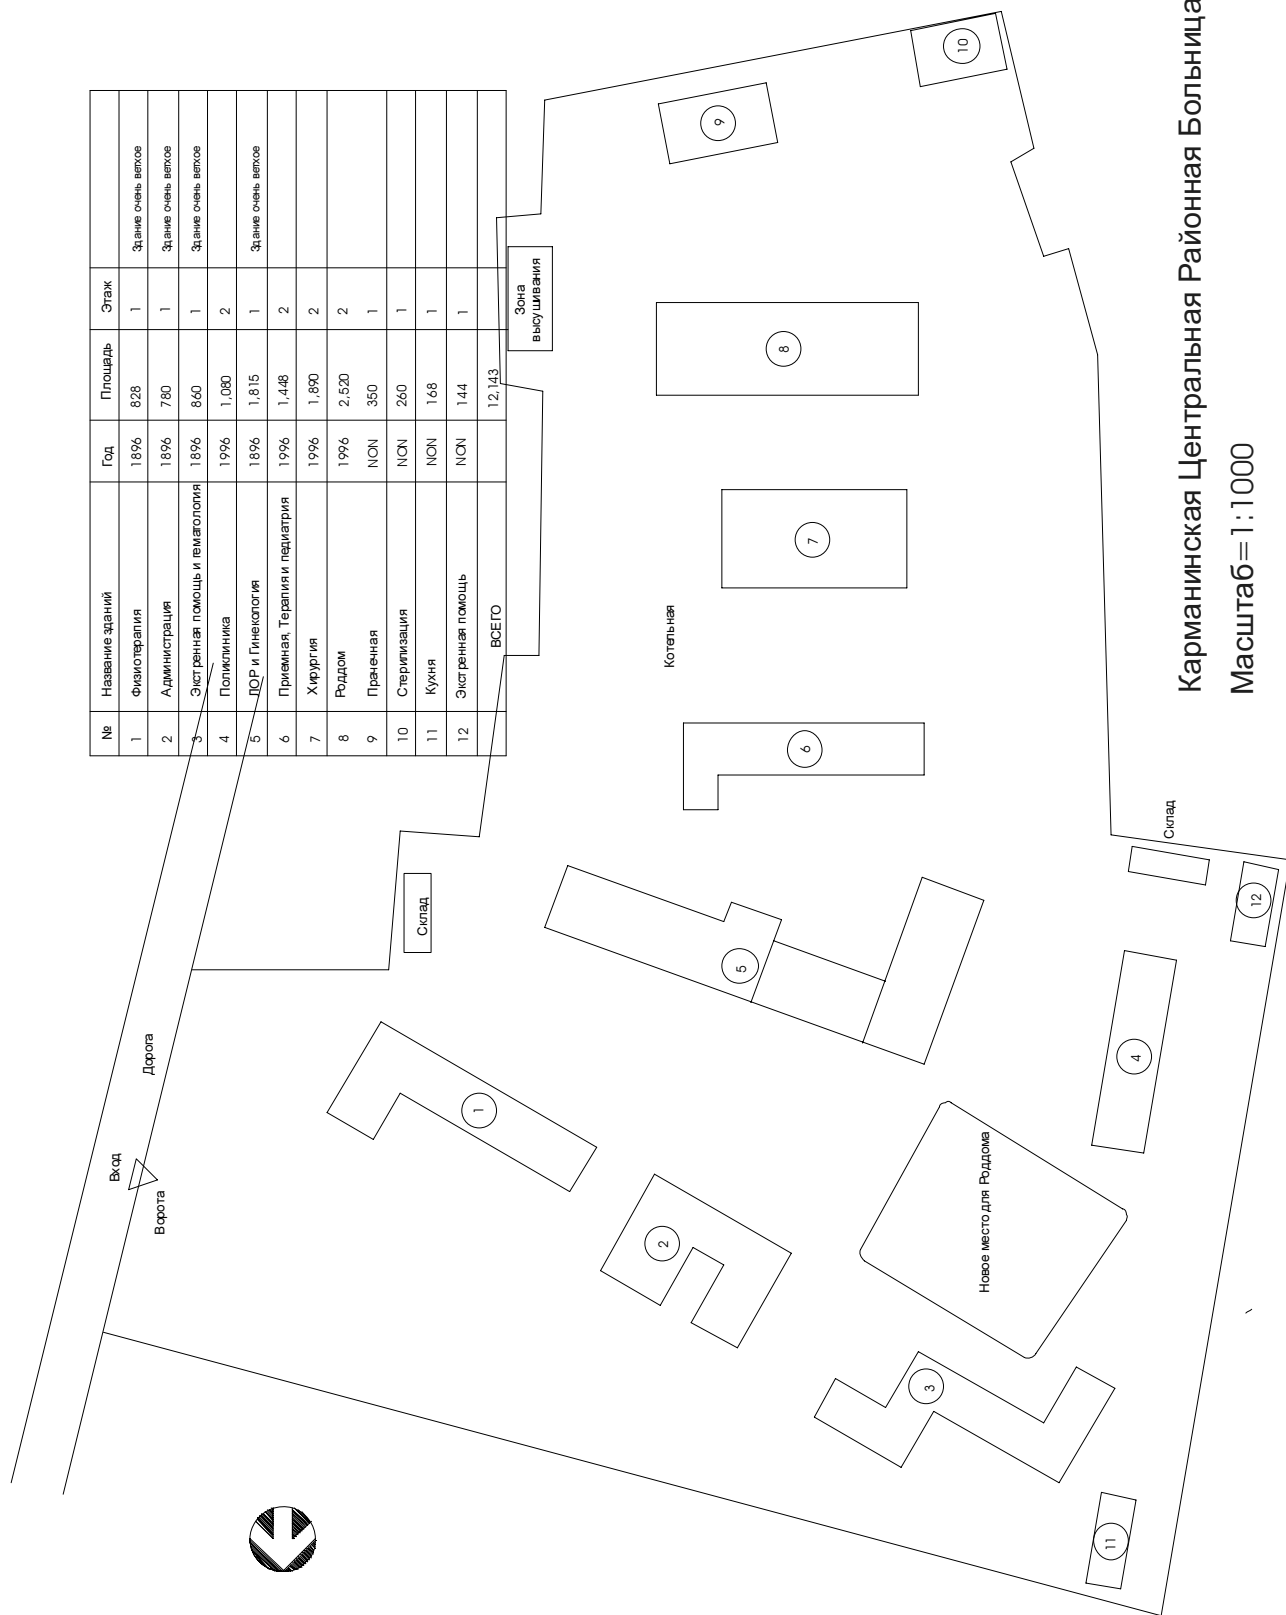 № Название зданий Год Площадь Этаж
1 Физиотерапия 1896 828 1 Здание очень ветхое
2 Администрация 1896 780 1 Здание очень ветхое
3 Экстренная помощь и гематология 1896 860 1 Здание очень ветхое
4 Поликлиника 1996 1,080 2
5 ЛОР и Гинекология 1896 1,815 1 Здание очень ветхое
6 Приемная, Терапия и педиатрия 1996 1,448 2
7 Хирургия 1996 1,890 2
8 Роддом 1996 2,520 2
9 Прачечная NON 350 1
10 Стерилизация NON 260 1
11 Кухня NON 168 1
12 Экстренная помощь NON 144 1
ВСЕГО 12,143
Зона
высушивания
Вход
Дорога
Ворота
Склад
Котельная
Новое место для Роддома
Склад
1
2
3
4
5
6
7
8
9
10
11
12
Карманинская Центральная Районная Больница
Масштаб=1:1000